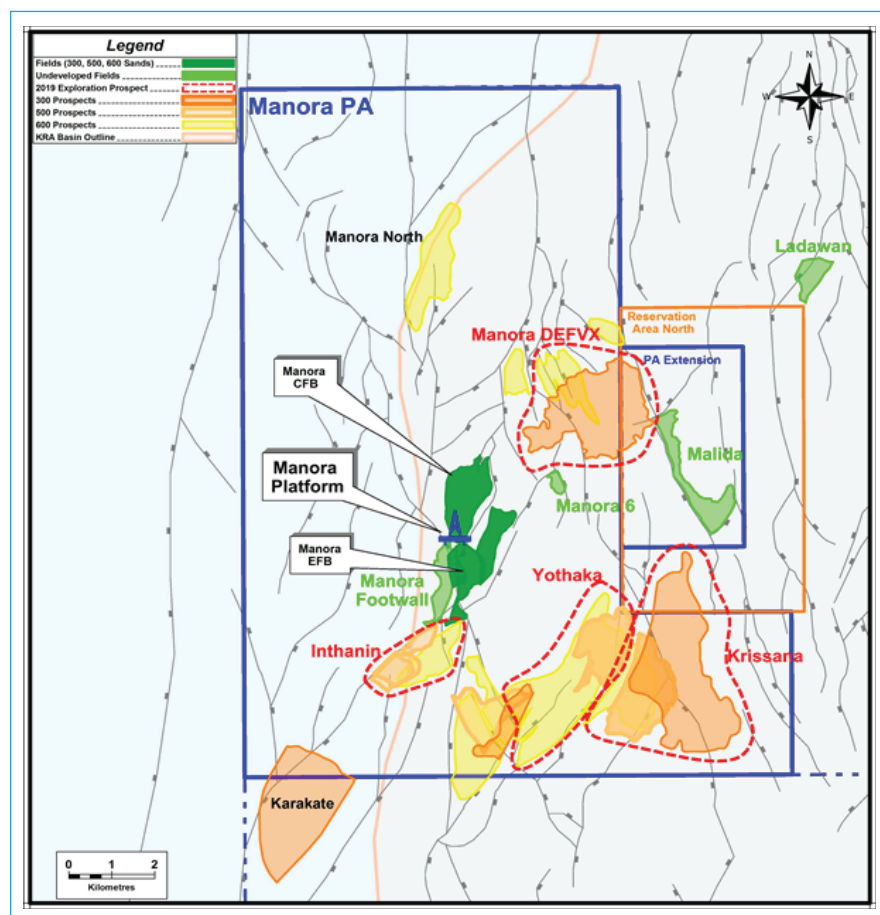 Legend
Fields (300, 500, 600 Sands)
Undeveloped Fields
2019 Exploration Prospect
300 Prospects
500 Prospects
600 Prospects
KRA Basin Outline
Manora PA
N
W
E
S
Manora North
Ladawan
Reservation
Area North
Manora DEFVX
PA Extension
Manora
CFB
Malida
Manora
Platform
Manora 6
Manora
EFB
Manora
Footwall
Yothaka
Inthanin
Krissana
Karakate
0 1 2
Kilometres